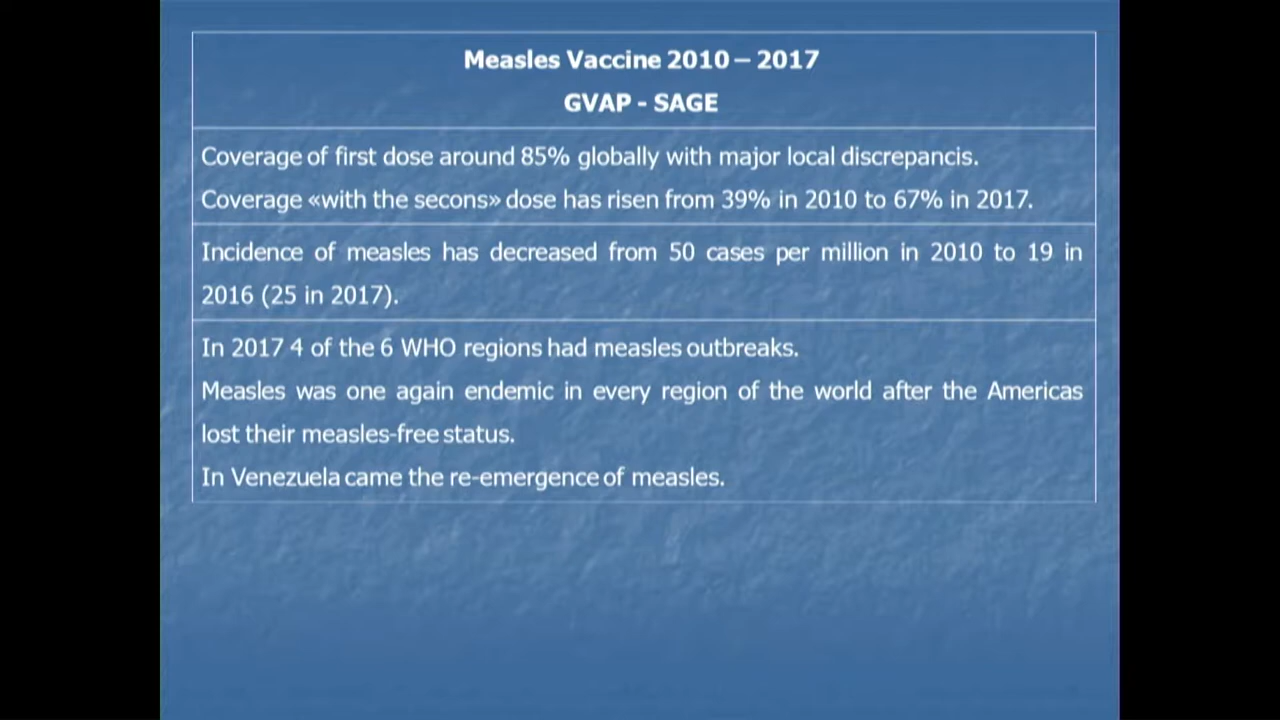 Measles Vaccine 2010 – 2017
GVAP - SAGE
Coverage of first dose around 85% globally with major local discrepancis.
Coverage «with the secons» dose has risen from 39% in 2010 to 67% in 2017.
Incidence of measles has decreased from 50 cases per million in 2010 to 19 in
2016 (25 in 2017).
In 2017 4 of the 6 WHO regions had measles outbreaks.
Measles was one again endemic in every region of the world after the Americas
lost their measles-free status.
In Venezuela came the re-emergence of measles.